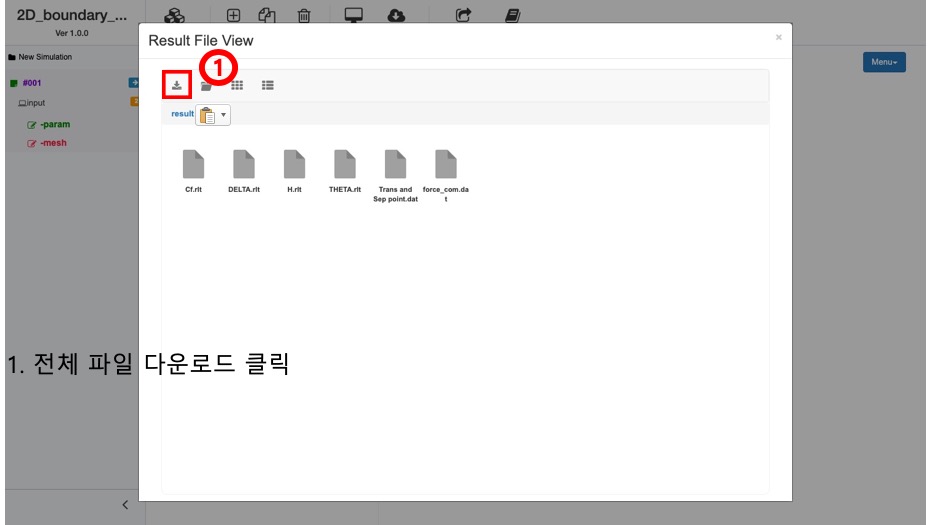 2D_boundary_...
Ver 1.0.0
New Simulation
#001
input
-param
-mesh
Result File View
×
Menu
1
result
Cf.rlt
DELTA.rlt
H.rlt
THETA.rlt
Trans and
Sep point.dat
force_com.da
t
1. 전체 파일 다운로드 클릭